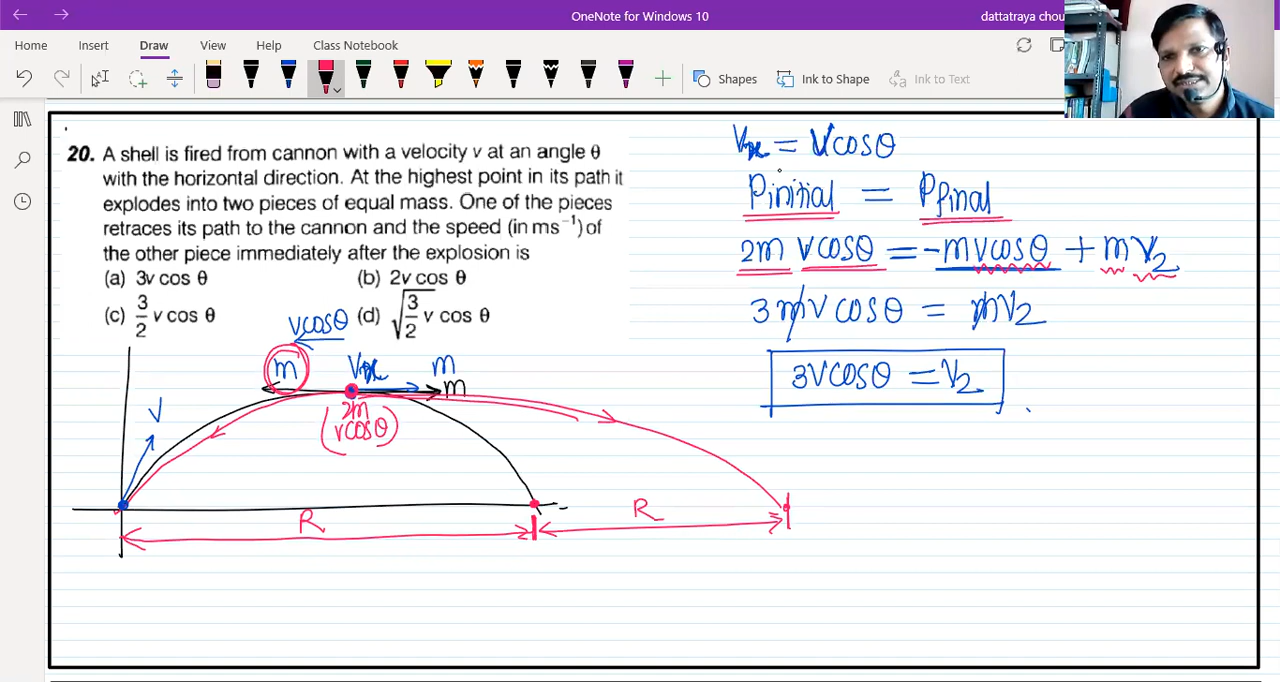 OneNote for Windows 10
dattatraya chou
Home Insert Draw View Help Class Notebook
Shapes Ink to Shape Ink to Text
20. A shell is fired from cannon with a velocity v at an angle θ
with the horizontal direction. At the highest point in its path it
explodes into two pieces of equal mass. One of the pieces
retraces its path to the cannon and the speed (in ms⁻¹) of
the other piece immediately after the explosion is
(a) 3v cos θ (b) 2v cos θ
(c) 3/2 v cos θ (d) √(3/2) v cos θ
Vx = Vcosθ
Pinitial = Pfinal
2m vcosθ = -mvcosθ + mv2
3mv cosθ = mv2
3Vcosθ = V2
vcosθ
m Vx m
m
2m
(vcosθ)
V
R R